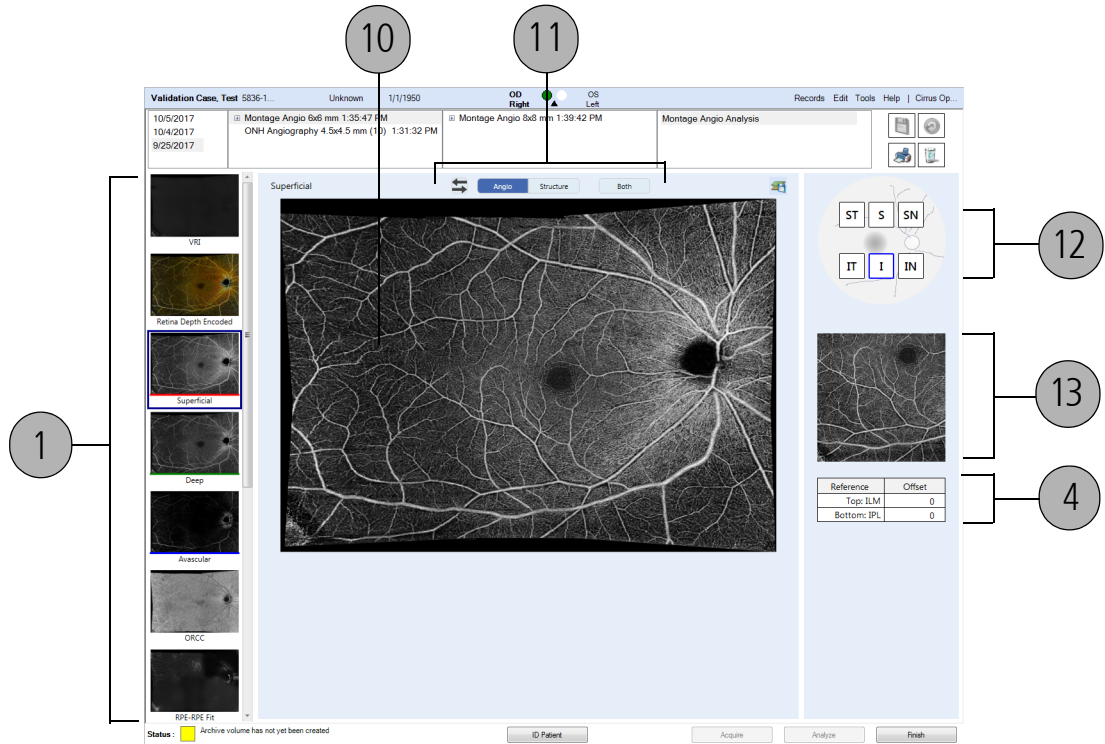 10
11
Validation Case, Test 5836-1... Unknown 1/1/1950 OD Right OS Left Records Edit Tools Help | Cirrus Op...
10/5/2017
10/4/2017
9/25/2017
Montage Angio 6x6 mm 1:35:47 PM
ONH Angiography 4.5x4.5 mm (10) 1:31:32 PM
Montage Angio 8x8 mm 1:39:42 PM
Montage Angio Analysis
Superficial
Angio Structure Both
VRI
Retina Depth Encoded
Superficial
Deep
Avascular
ORCC
RPE-RPE Fit
1
ST S SN
IT I IN
12
13
Reference Offset
Top: ILM 0
Bottom: IPL 0
4
Status : Archive volume has not yet been created
ID Patient Acquire Analyze Finish